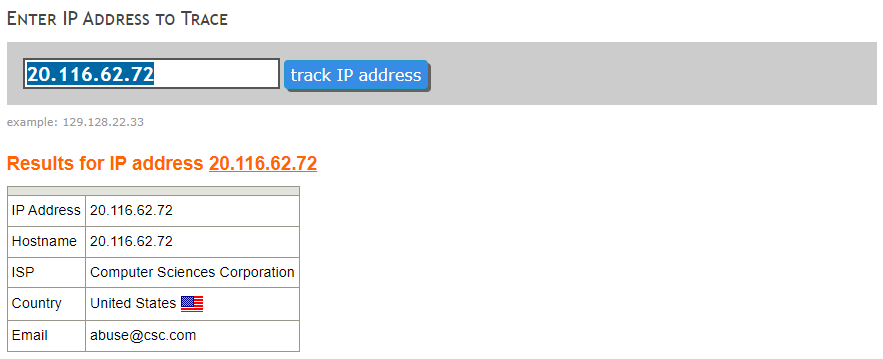 Enter IP Address to Trace
20.116.62.72 track IP address
example: 129.128.22.33
Results for IP address 20.116.62.72
IP Address 20.116.62.72
Hostname 20.116.62.72
ISP Computer Sciences Corporation
Country United States
Email abuse@csc.com